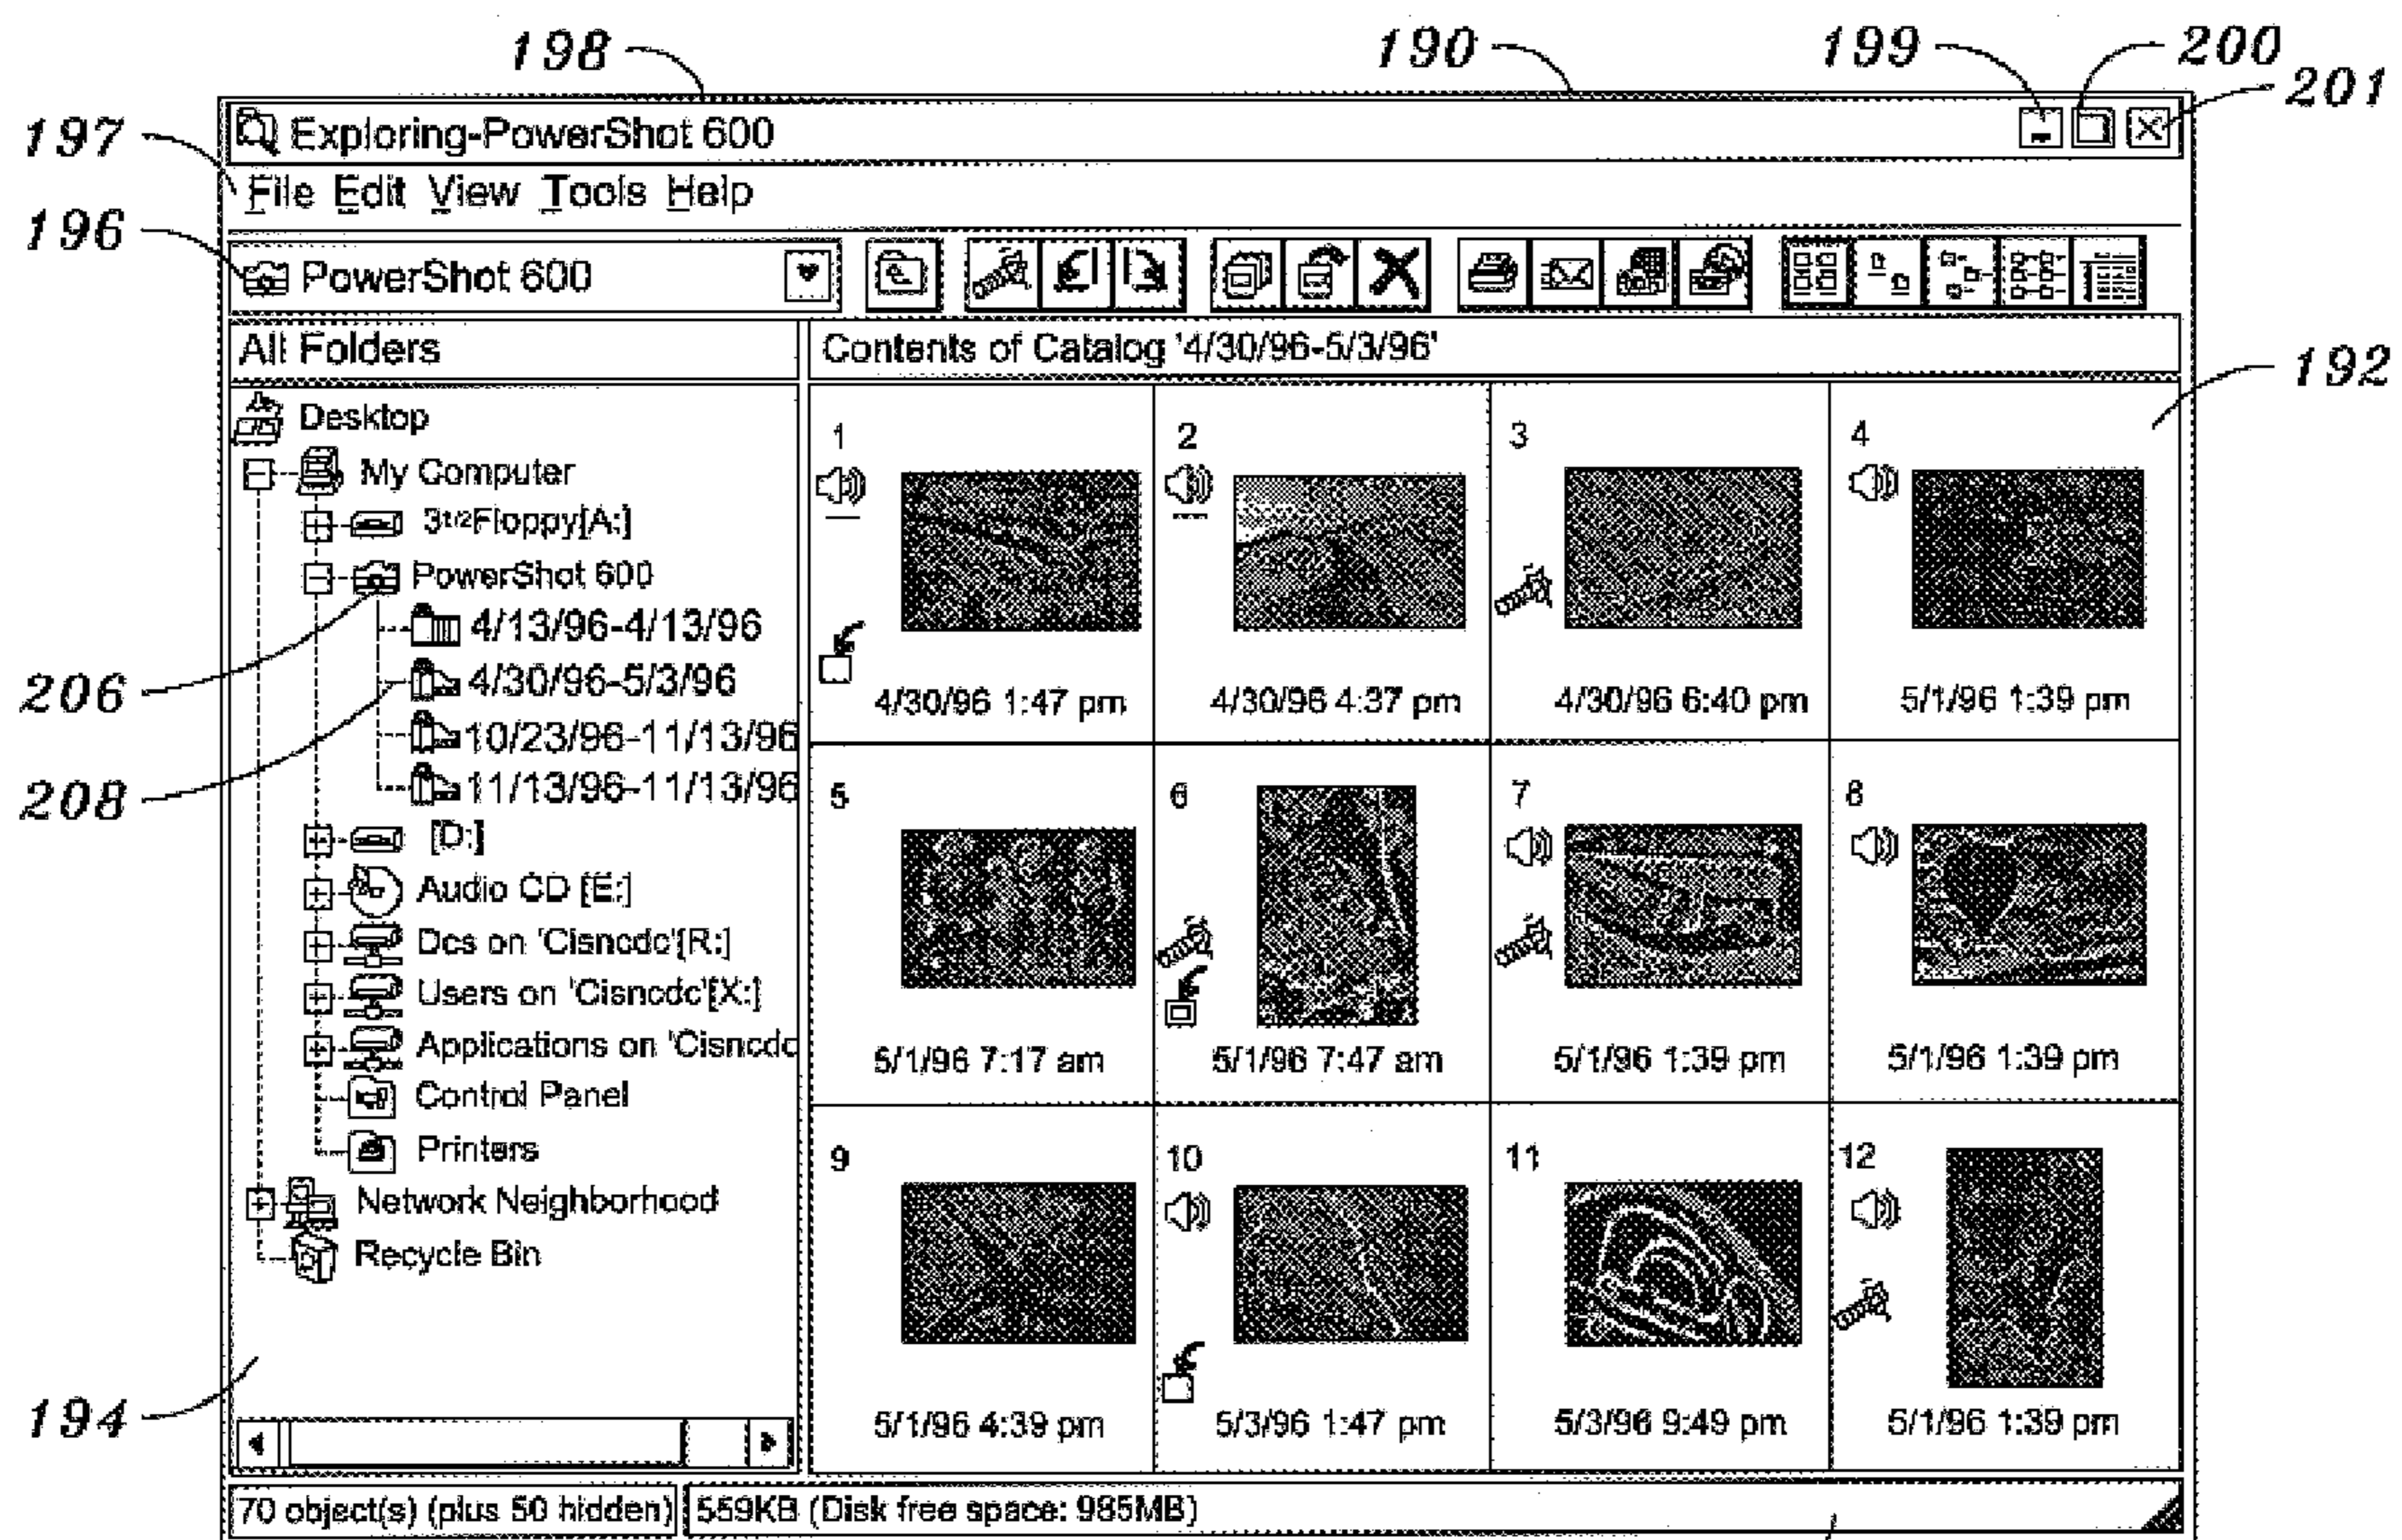 198 190 199 200
201
197
Exploring-PowerShot 600
File Edit View Tools Help
196
PowerShot 600
All Folders
Contents of Catalog '4/30/96-5/3/96'
192
Desktop
My Computer
3 1/2 Floppy[A:]
PowerShot 600
4/13/96-4/13/96
4/30/96-5/3/96
10/23/96-11/13/96
11/13/96-11/13/96
206
208
[D:]
Audio CD [E:]
Dcs on 'Cisncdc'[R:]
Users on 'Cisncdc'[X:]
Applications on 'Cisncdc
Control Panel
Printers
Network Neighborhood
Recycle Bin
194
1 2 3 4
4/30/96 1:47 pm 4/30/96 4:37 pm 4/30/96 6:40 pm 5/1/96 1:39 pm
5 6 7 8
5/1/96 7:17 am 5/1/96 7:47 am 5/1/96 1:39 pm 5/1/96 1:39 pm
9 10 11 12
5/1/96 4:39 pm 5/3/96 1:47 pm 5/3/96 9:49 pm 5/1/96 1:39 pm
70 object(s) (plus 50 hidden) 559KB (Disk free space: 985MB)